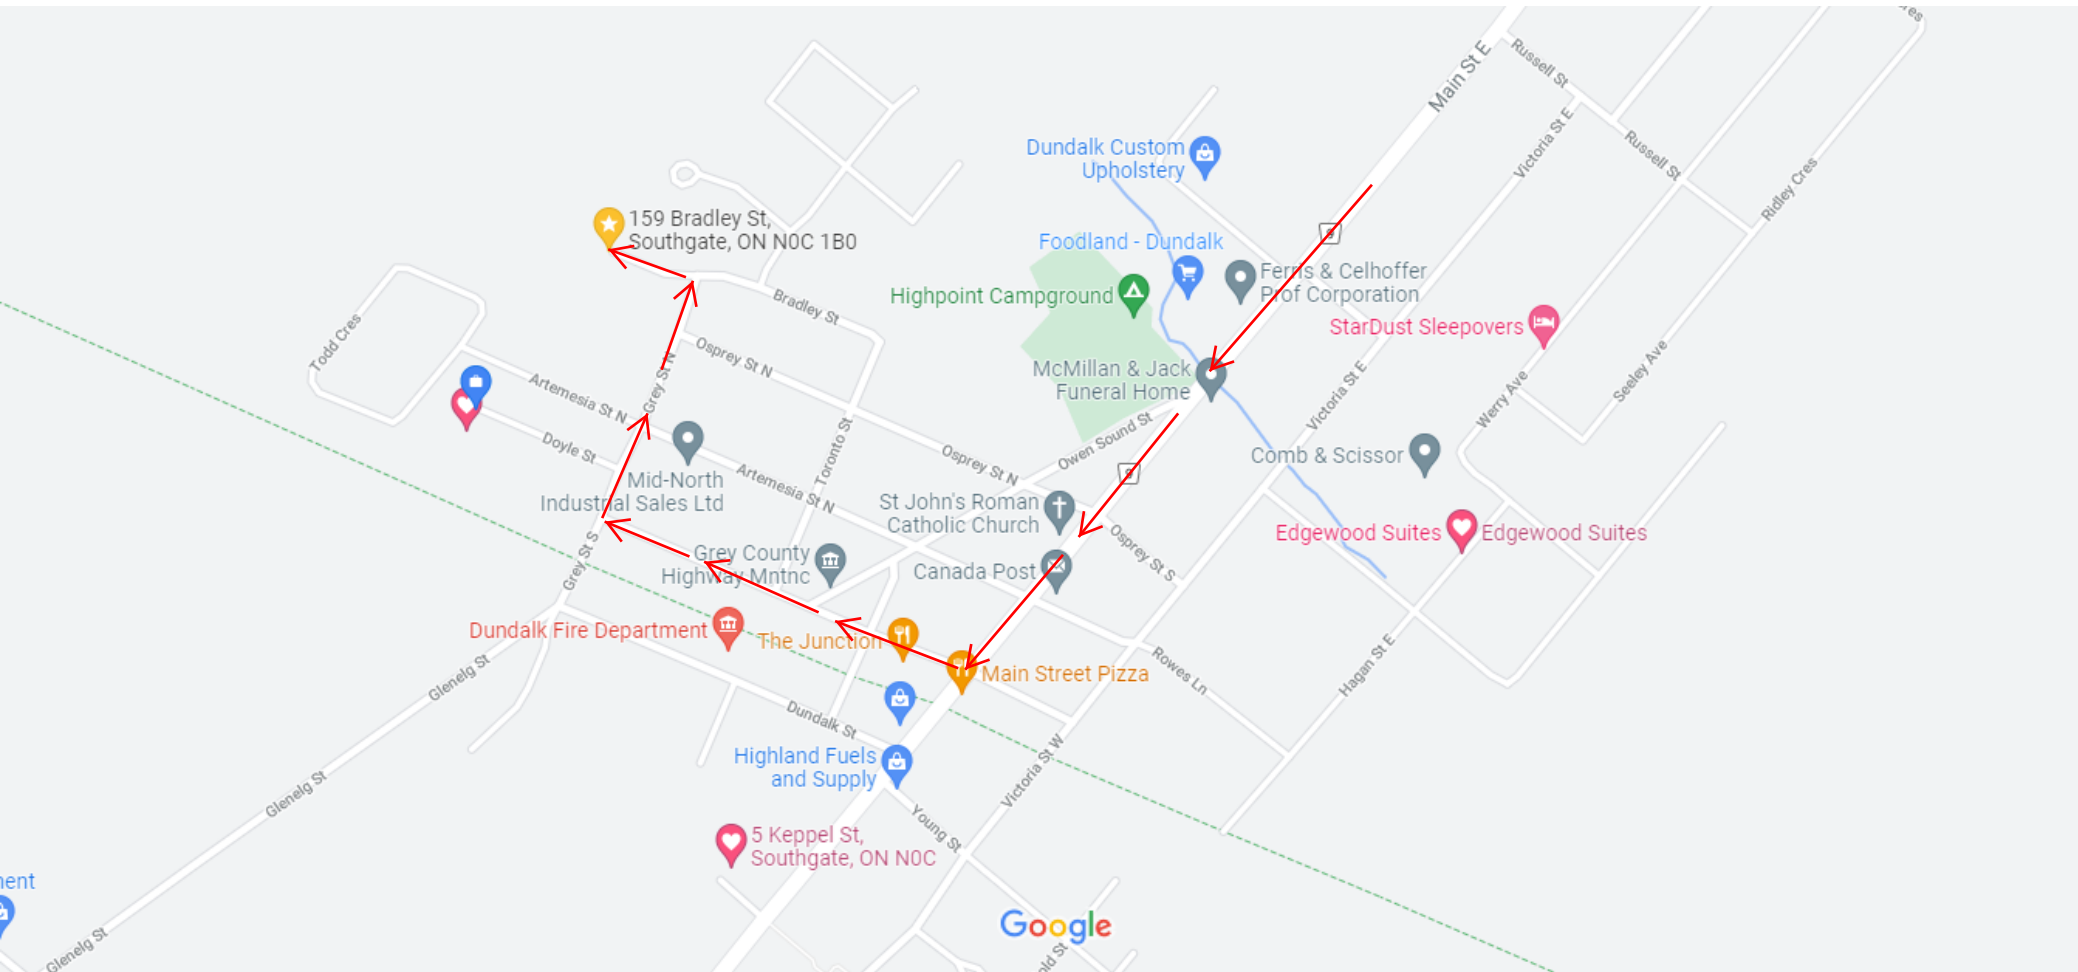 Main St E
Russell St
Victoria St E
Russell St
Ridley Cres
Dundalk Custom
Upholstery
159 Bradley St,
Southgate, ON N0C 1B0
Foodland - Dundalk
9
Ferris & Celhoffer
Prof Corporation
Highpoint Campground
Bradley St
StarDust Sleepovers
Todd Cres
Osprey St N
McMillan & Jack
Funeral Home
Victoria St E
Seeley Ave
Werry Ave
Artemesia St N
Grey St N
Owen Sound St
Doyle St
Toronto St
Osprey St N
9
Comb & Scissor
Mid-North
Industrial Sales Ltd
Artemesia St N
St John's Roman
Catholic Church
Edgewood Suites
Edgewood Suites
Osprey St S
Grey St S
Grey County
Highway Mntnc
Canada Post
Dundalk Fire Department
The Junction
Main Street Pizza
Rowes Ln
Hagan St E
Glenelg St
Dundalk St
Highland Fuels
and Supply
Victoria St W
Glenelg St
Young St
5 Keppel St,
Southgate, ON N0C
Google
Glenelg St